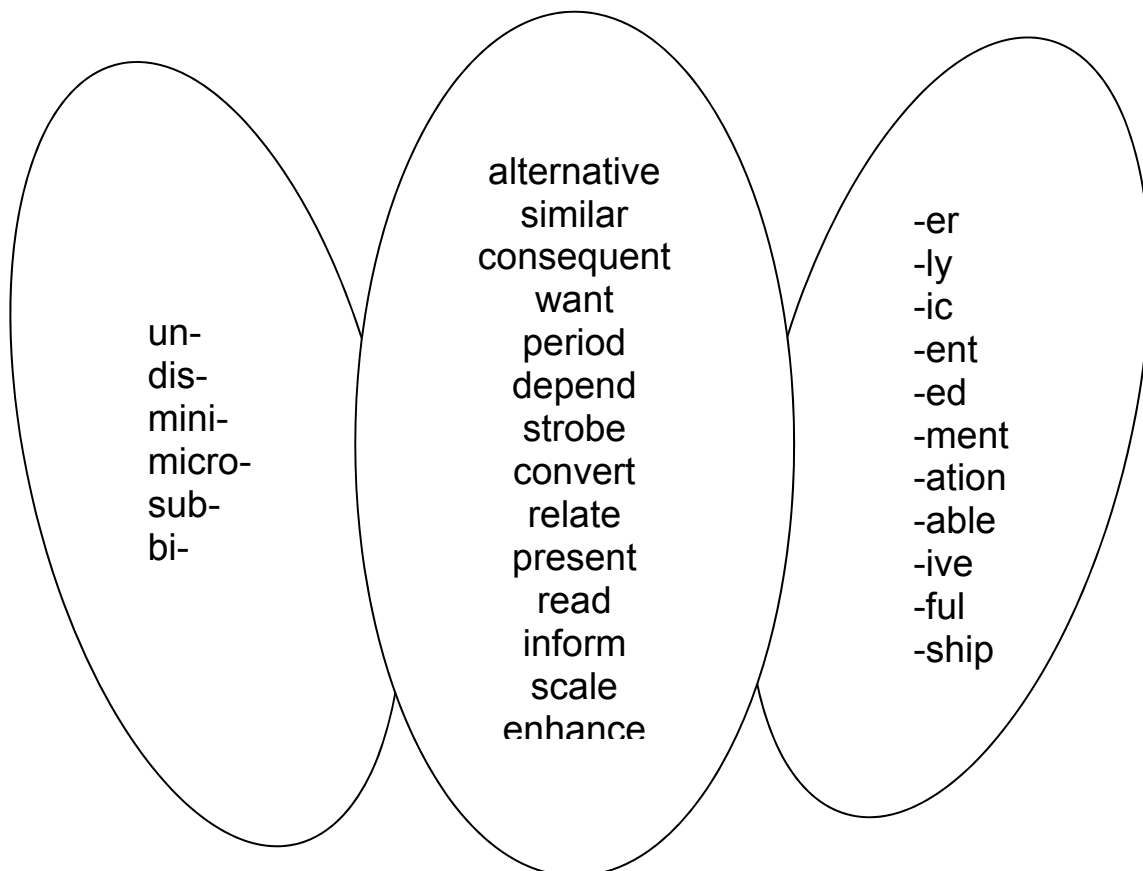 un-
dis-
mini-
micro-
sub-
bi-
alternative
similar
consequent
want
period
depend
strobe
convert
relate
present
read
inform
scale
enhance
-er
-ly
-ic
-ent
-ed
-ment
-ation
-able
-ive
-ful
-ship